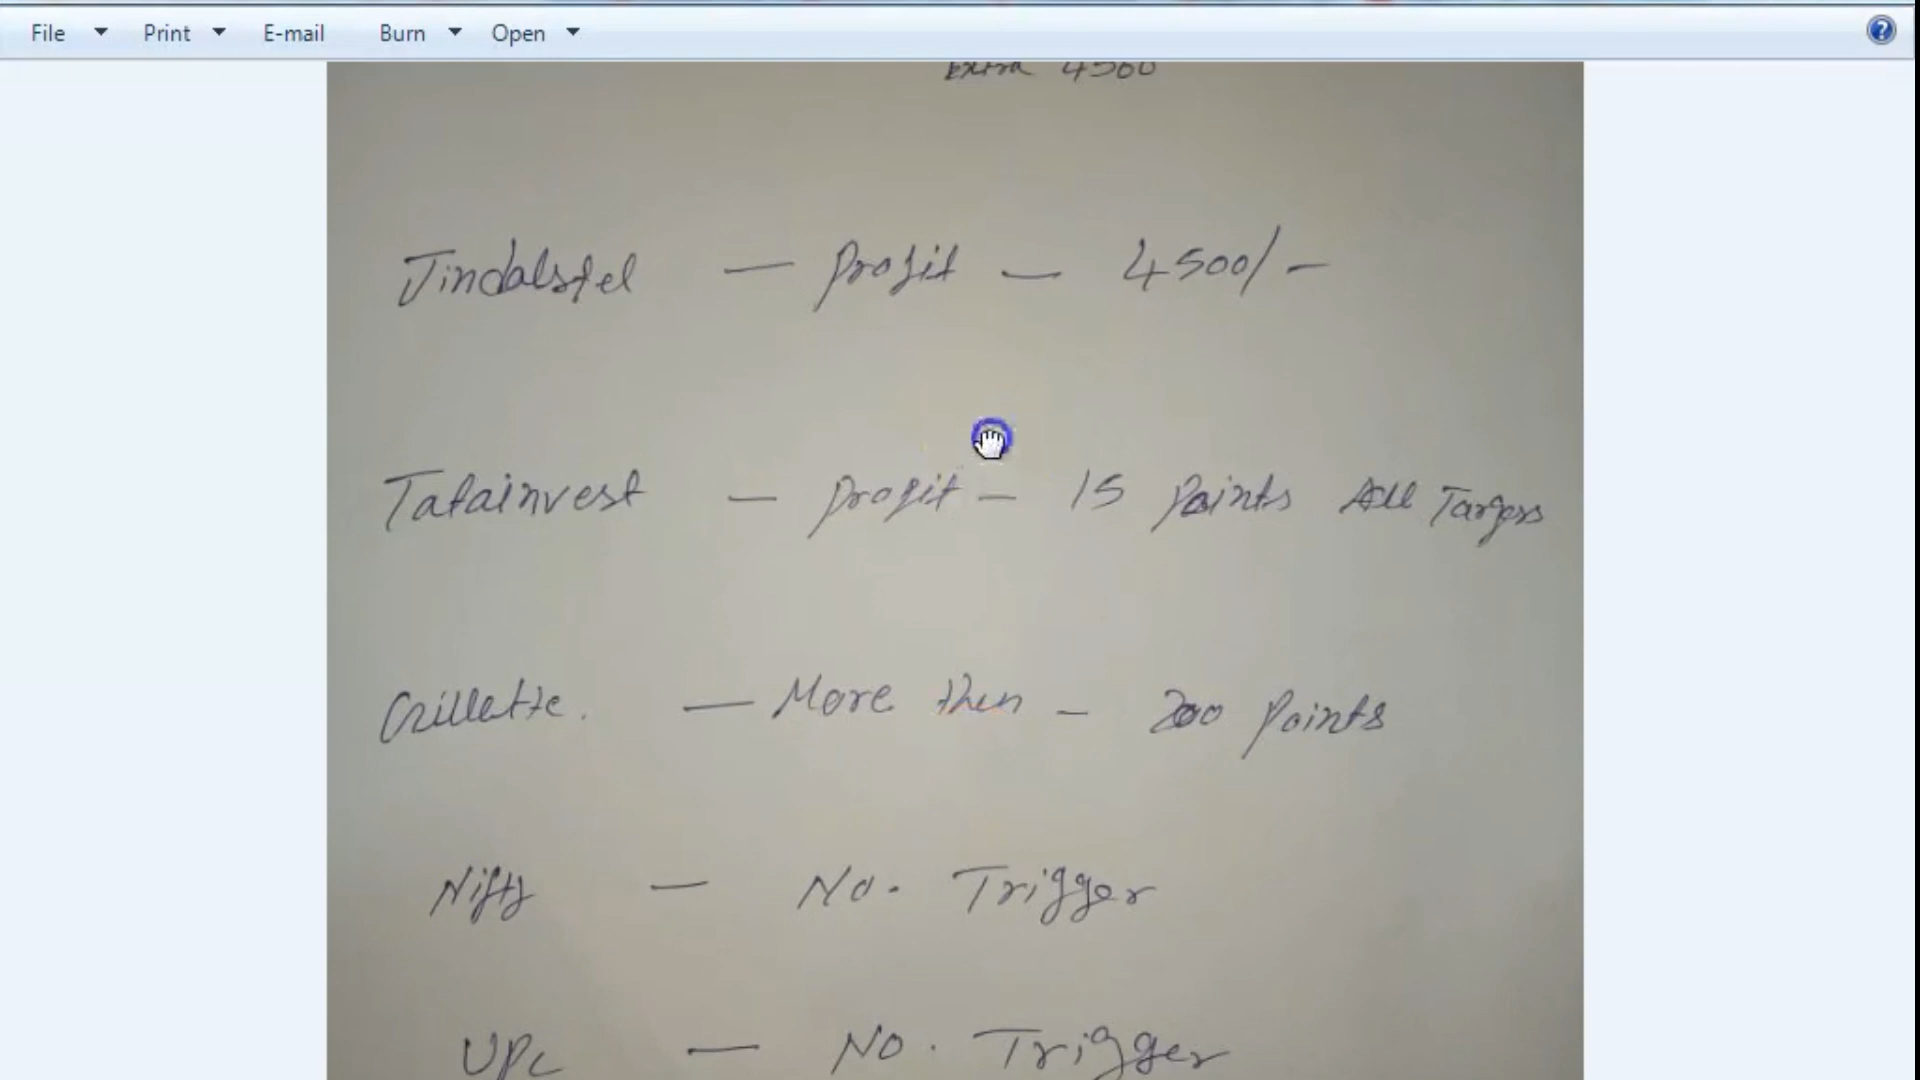 File Print E-mail Burn Open
Extra 4500
Jindalstel — Profit — 4500/-
Tatainvest — Profit — 15 Points All Targers
Gillette. — More then — 200 Points
Nifty — No. Trigger
UPL — No. Trigger